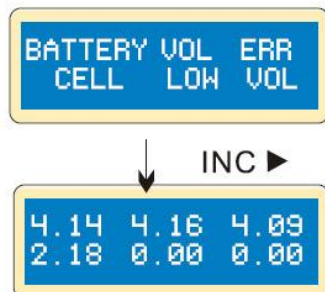 BATTERY VOL ERR
CELL LOW VOL
INC ►
4.14 4.16 4.09
2.18 0.00 0.00